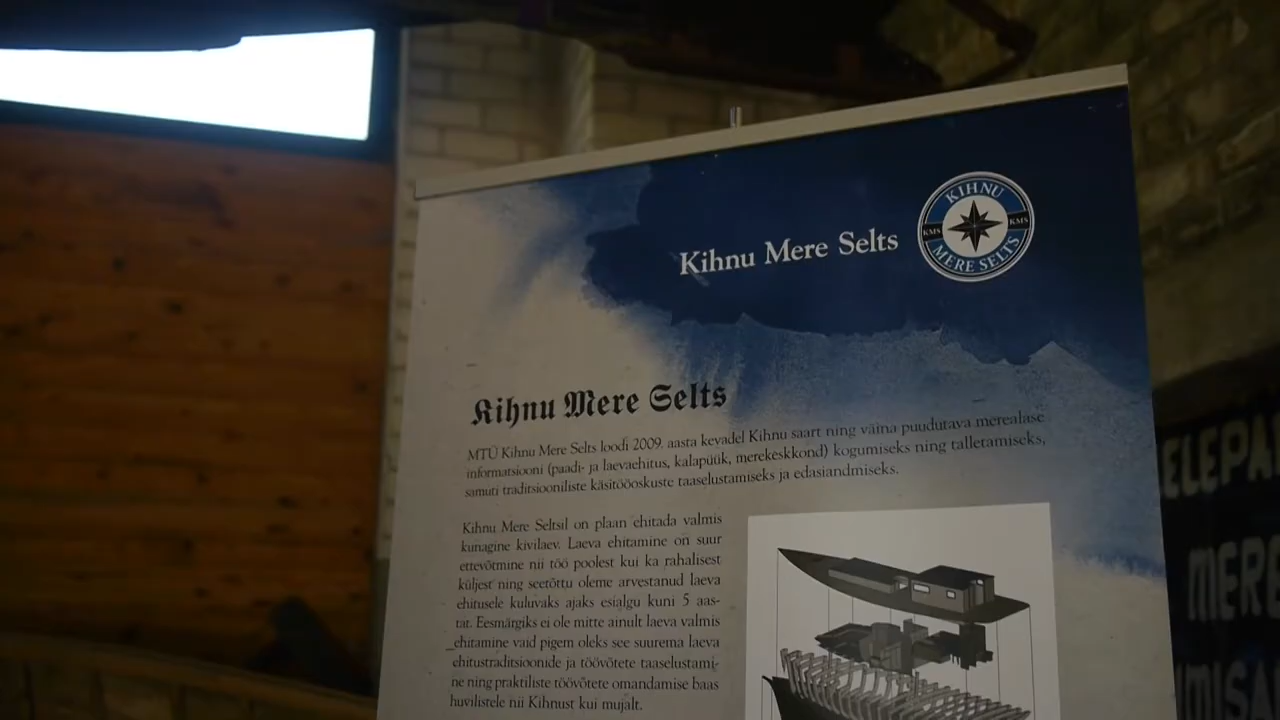 Kihnu Mere Selts
KIHNU
KMS KMS
MERE SELTS
Kihnu Mere Selts
MTÜ Kihnu Mere Selts loodi 2009. aasta kevadel Kihnu saart ning väina puudutava merealase
informatsiooni (paadi- ja laevaehitus, kalapüük, merekeskkond) kogumiseks ning talletamiseks,
samuti traditsiooniliste käsitööoskuste taaselustamiseks ja edasiandmiseks.
Kihnu Mere Seltsil on plaan ehitada valmis
kunagine kivilaev. Laeva ehitamine on suur
ettevõtmine nii töö poolest kui ka rahalisest
küljest ning seetõttu oleme arvestanud laeva
ehitusele kuluvaks ajaks esialgu kuni 5 aas-
tat. Eesmärgiks ei ole mitte ainult laeva valmis
ehitamine vaid pigem oleks see suurema laeva
ehitustraditsioonide ja töövõtete taaselustami-
ne ning praktiliste töövõtete omandamise baas
huvilistele nii Kihnust kui mujalt.
ELEPA
MERE
UMISA